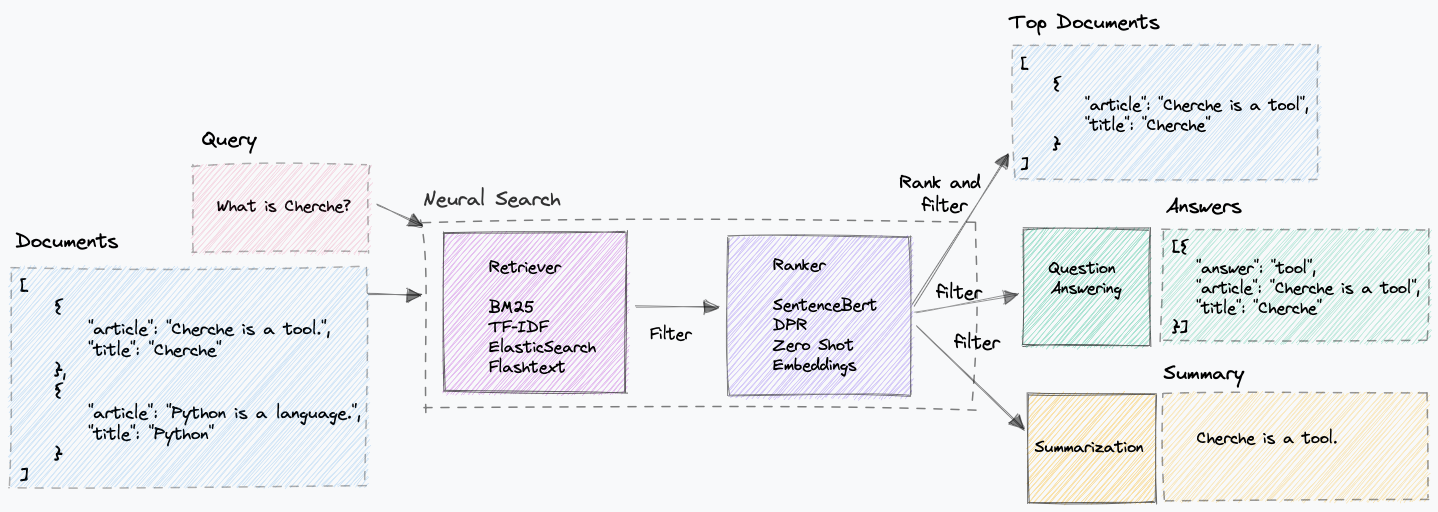 Query
What is Cherche?
Documents
[
{
"article": "Cherche is a tool.",
"title": "Cherche"
},
{
"article": "Python is a language.",
"title": "Python"
}
]
Neural Search
Retriever
BM25
TF-IDF
ElasticSearch
Flashtext
Filter
Ranker
SentenceBert
DPR
Zero Shot
Embeddings
Rank and
filter
filter
filter
Top Documents
[
{
"article": "Cherche is a tool",
"title": "Cherche"
}
]
Question
Answering
Answers
[{
"answer": "tool",
"article": "Cherche is a tool",
"title": "Cherche"
}]
Summarization
Summary
Cherche is a tool.